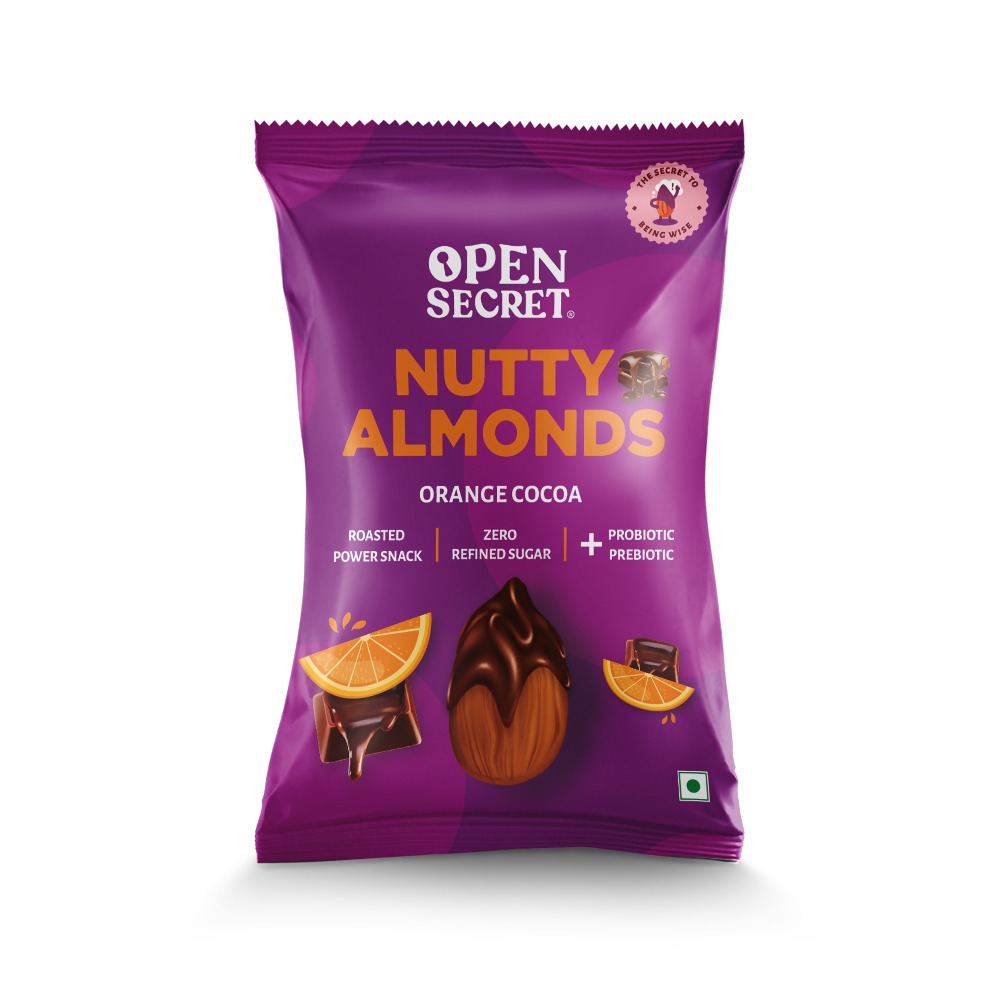 THE SECRET TO
BEING WISE
OPEN
SECRET®
NUTTY
ALMONDS
ORANGE COCOA
ROASTED
POWER SNACK
ZERO
REFINED SUGAR
+ PROBIOTIC
PREBIOTIC